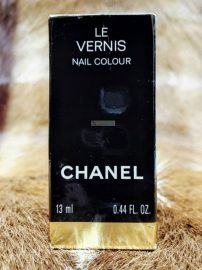 LE
VERNIS
NAIL COLOUR
CHANEL
13 ml 0.44 FL. OZ.